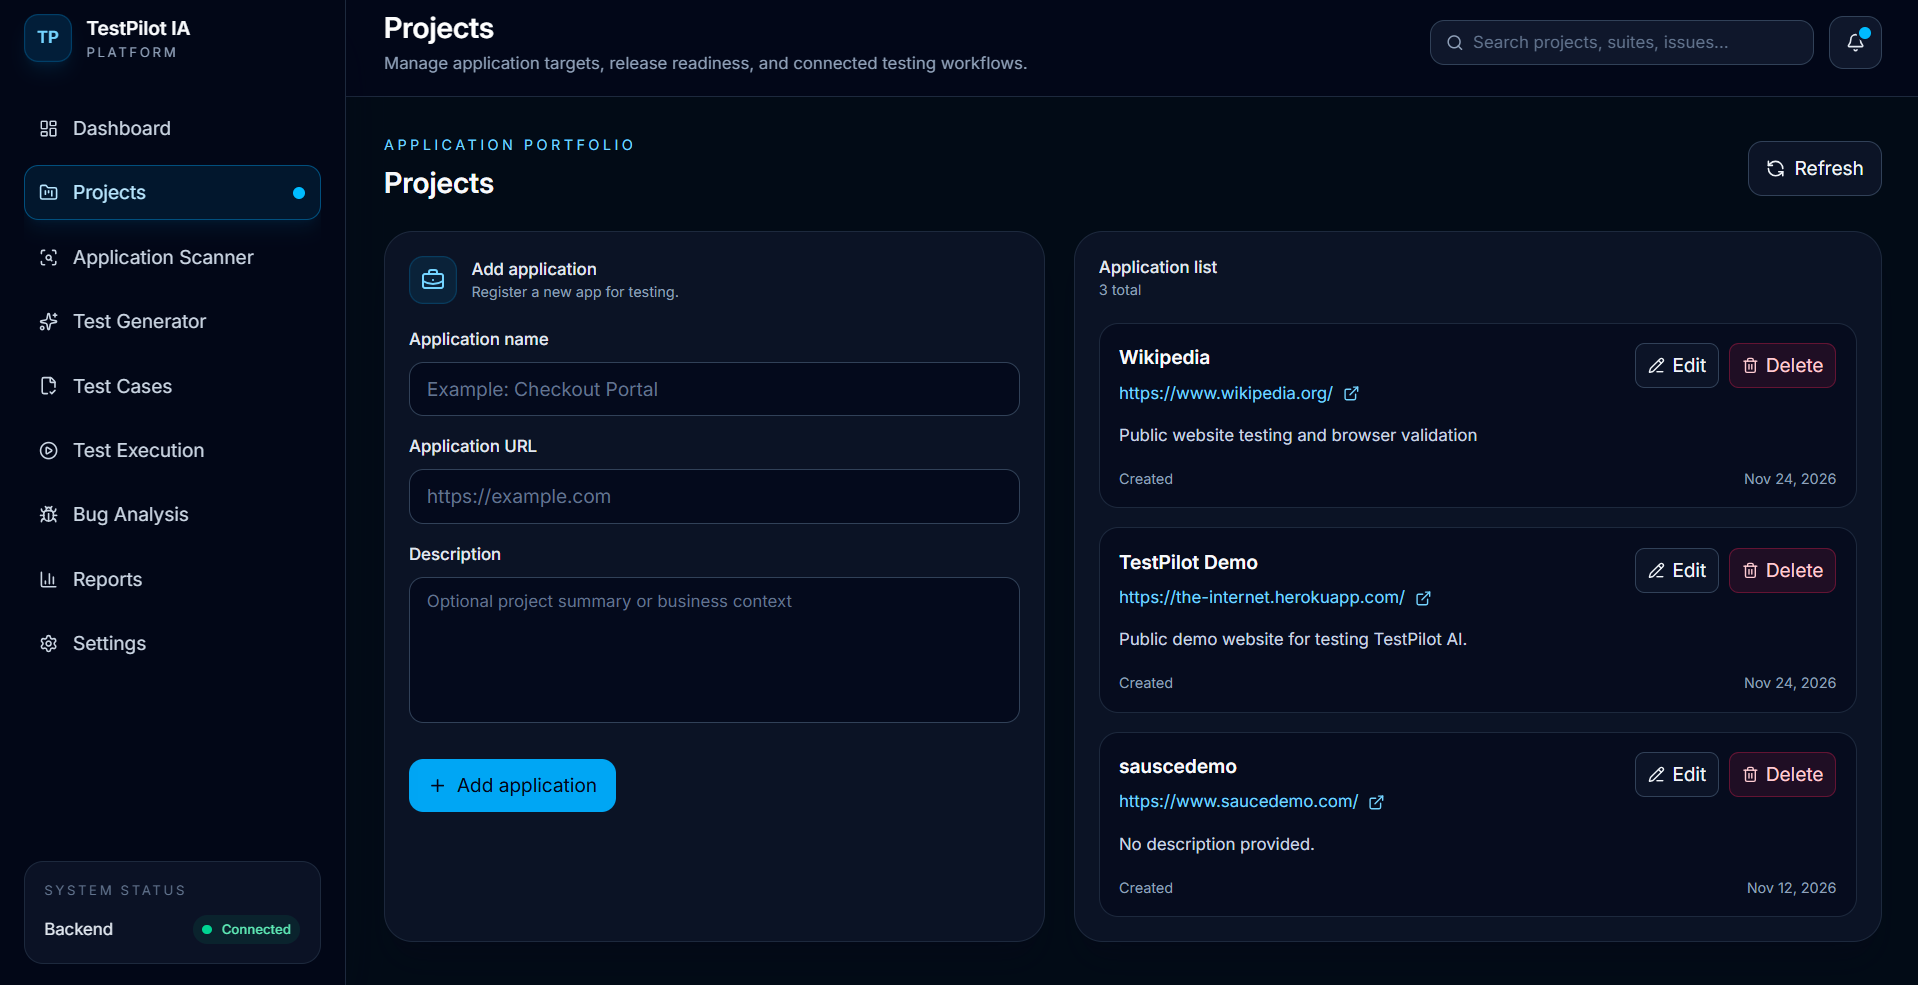 TP
TestPilot IA
PLATFORM
Dashboard
Projects
Application Scanner
Test Generator
Test Cases
Test Execution
Bug Analysis
Reports
Settings
SYSTEM STATUS
Backend
Connected
Projects
Manage application targets, release readiness, and connected testing workflows.
Search projects, suites, issues...
APPLICATION PORTFOLIO
Projects
Refresh
Add application
Register a new app for testing.
Application name
Example: Checkout Portal
Application URL
https://example.com
Description
Optional project summary or business context
+ Add application
Application list
3 total
Wikipedia
Edit
Delete
https://www.wikipedia.org/
Public website testing and browser validation
Created
Nov 24, 2026
TestPilot Demo
Edit
Delete
https://the-internet.herokuapp.com/
Public demo website for testing TestPilot AI.
Created
Nov 24, 2026
sauscedemo
Edit
Delete
https://www.saucedemo.com/
No description provided.
Created
Nov 12, 2026